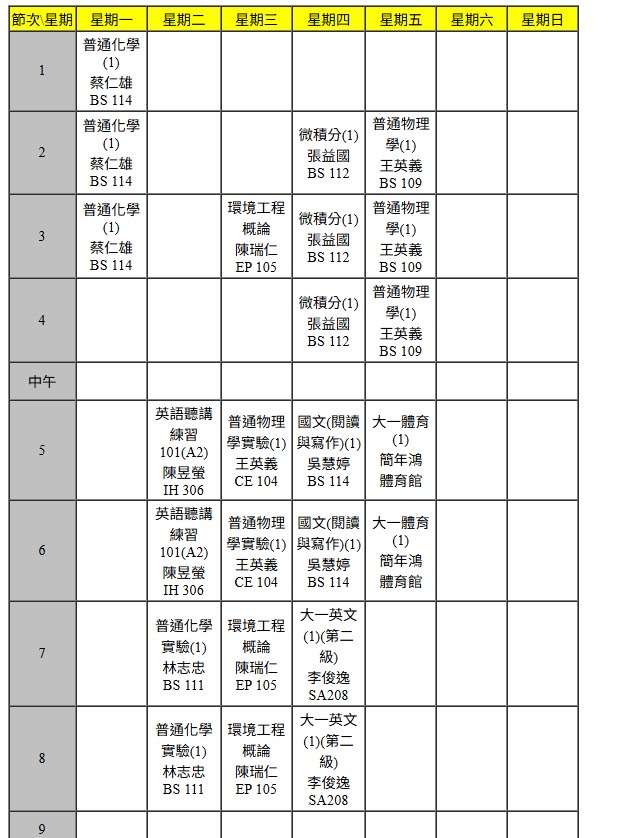 節次\星期 星期一 星期二 星期三 星期四 星期五 星期六 星期日
1
普通化學
(1)
蔡仁雄
BS 114
2
普通化學
(1)
蔡仁雄
BS 114
微積分(1)
張益國
BS 112
普通物理
學(1)
王英義
BS 109
3
普通化學
(1)
蔡仁雄
BS 114
環境工程
概論
陳瑞仁
EP 105
微積分(1)
張益國
BS 112
普通物理
學(1)
王英義
BS 109
4
微積分(1)
張益國
BS 112
普通物理
學(1)
王英義
BS 109
中午
5
英語聽講
練習
101(A2)
陳昱螢
IH 306
普通物理
學實驗(1)
王英義
CE 104
國文(閱讀
與寫作)(1)
吳慧婷
BS 114
大一體育
(1)
簡年鴻
體育館
6
英語聽講
練習
101(A2)
陳昱螢
IH 306
普通物理
學實驗(1)
王英義
CE 104
國文(閱讀
與寫作)(1)
吳慧婷
BS 114
大一體育
(1)
簡年鴻
體育館
7
普通化學
實驗(1)
林志忠
BS 111
環境工程
概論
陳瑞仁
EP 105
大一英文
(1)(第二
級)
李俊逸
SA208
8
普通化學
實驗(1)
林志忠
BS 111
環境工程
概論
陳瑞仁
EP 105
大一英文
(1)(第二
級)
李俊逸
SA208
9